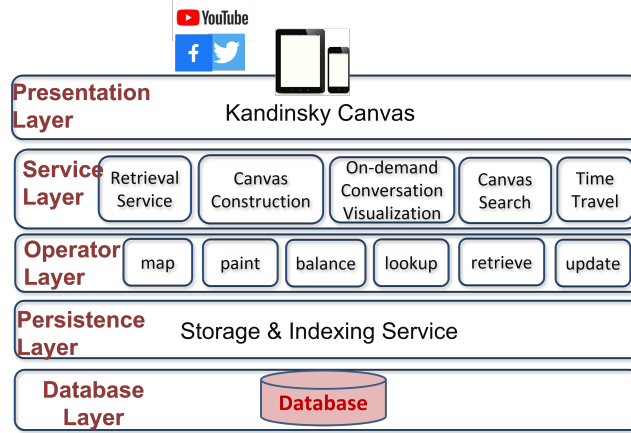 YouTube
Presentation
Layer
Kandinsky Canvas
Service
Layer
Retrieval
Service
Canvas
Construction
On-demand
Conversation
Visualization
Canvas
Search
Time
Travel
Operator
Layer
map
paint
balance
lookup
retrieve
update
Persistence
Layer
Storage & Indexing Service
Database
Layer
Database